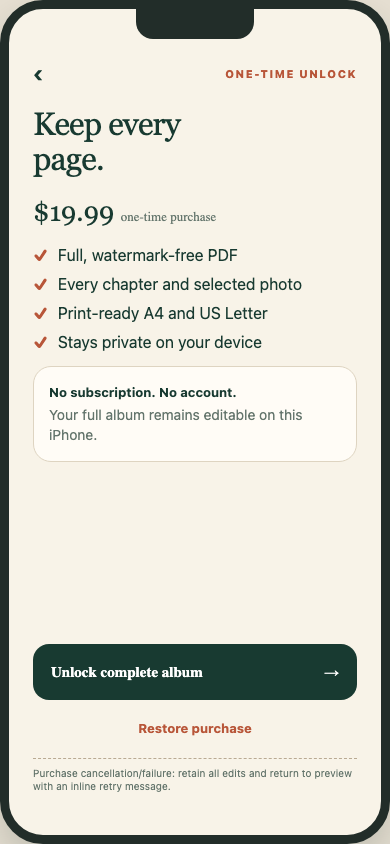 ONE-TIME UNLOCK
Keep every
page.
$19.99 one-time purchase
Full, watermark-free PDF
Every chapter and selected photo
Print-ready A4 and US Letter
Stays private on your device
No subscription. No account.
Your full album remains editable on this
iPhone.
Unlock complete album →
Restore purchase
Purchase cancellation/failure: retain all edits and return to preview
with an inline retry message.